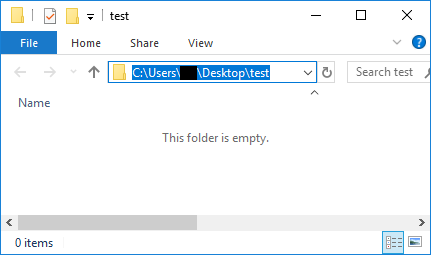 test
File Home Share View
C:\Users\ \Desktop\test
Search test
Name
This folder is empty.
0 items